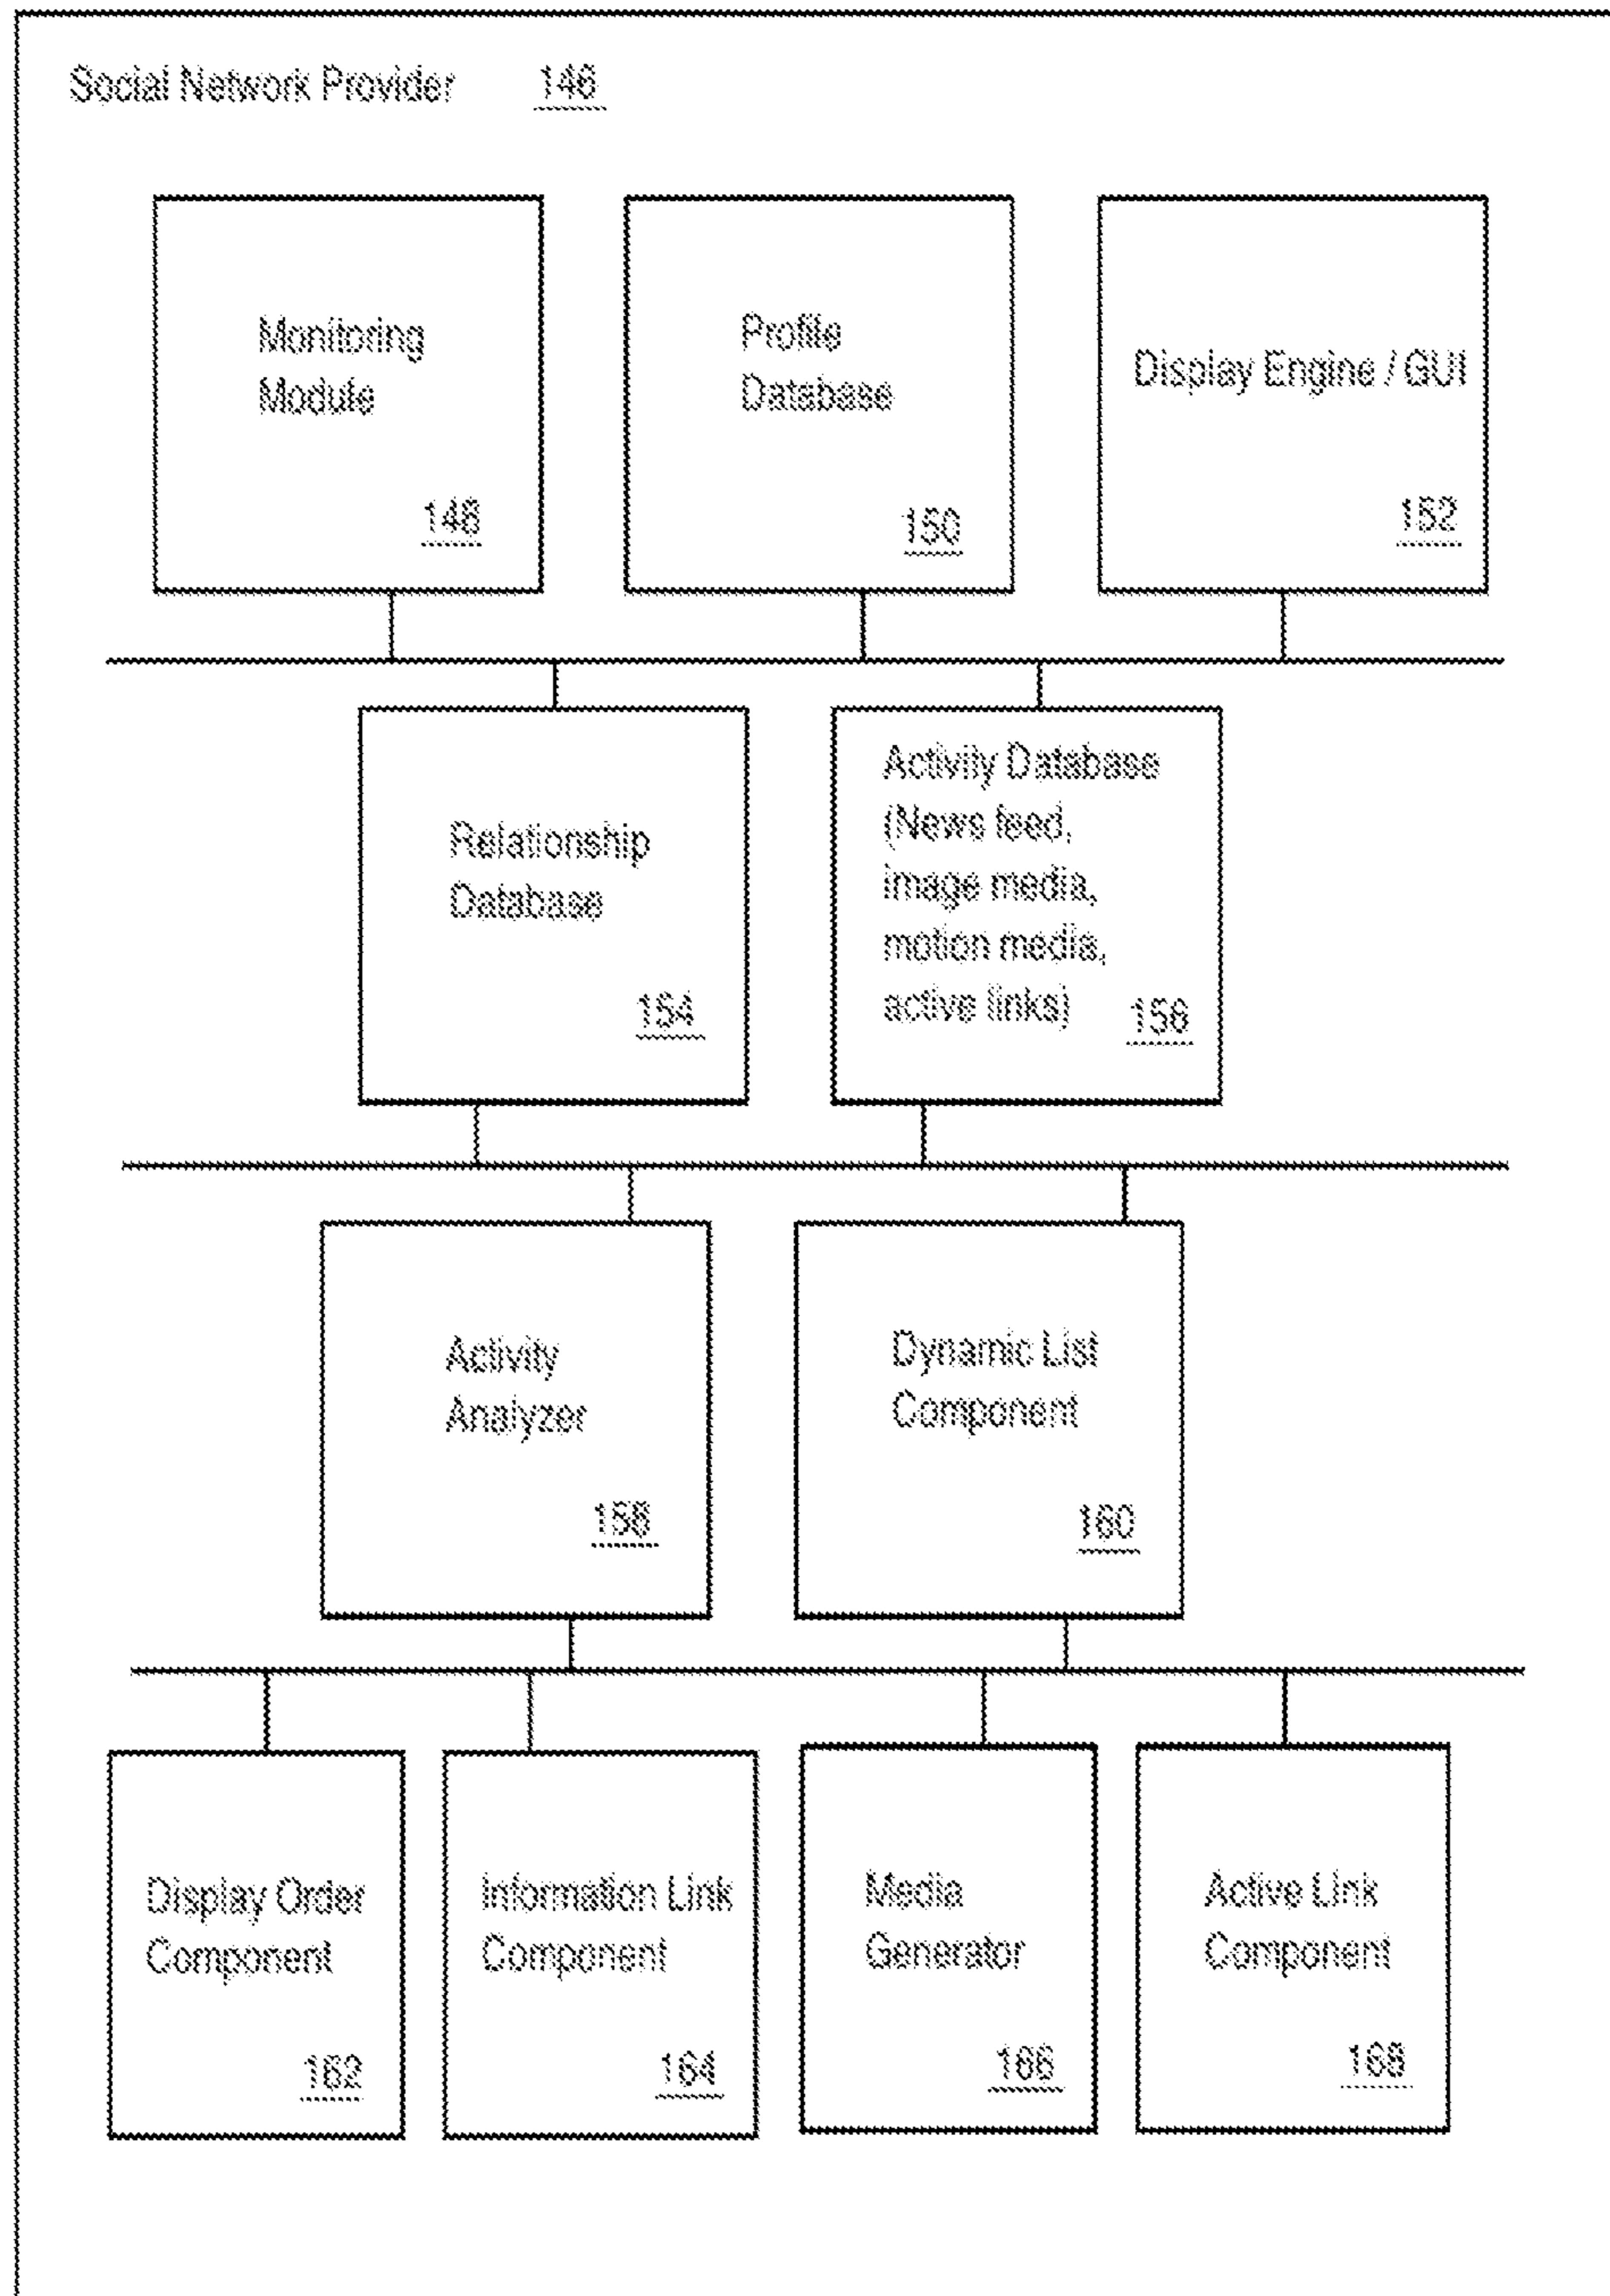 Social Network Provider 146
Monitoring
Module
148
Profile
Database
150
Display Engine / GUI
152
Relationship
Database
154
Activity Database
(News feed,
image media,
motion media,
active links)
156
Activity
Analyzer
158
Dynamic List
Component
160
Display Order
Component
162
Information Link
Component
164
Media
Generator
166
Active Link
Component
168